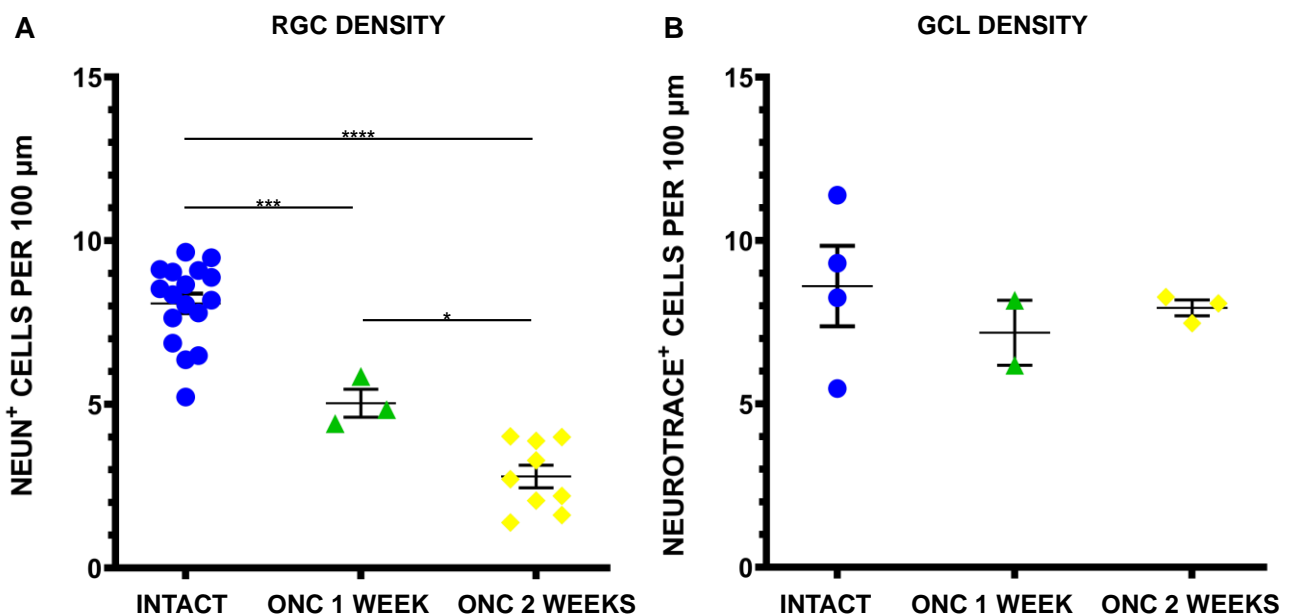 A
RGC DENSITY
NEUN⁺ CELLS PER 100 µm
15
10
5
0
****
***
*
INTACT ONC 1 WEEK ONC 2 WEEKS
B
GCL DENSITY
NEUROTRACE⁺ CELLS PER 100 µm
15
10
5
0
INTACT ONC 1 WEEK ONC 2 WEEKS